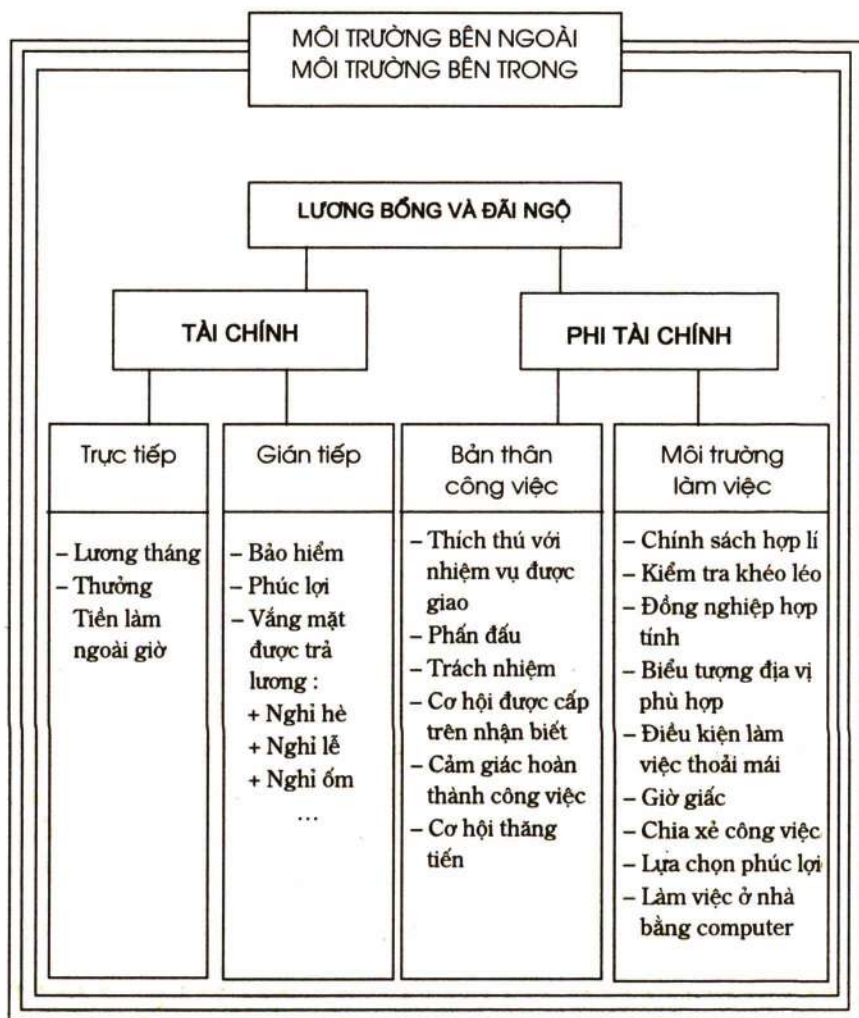 MÔI TRƯỜNG BÊN NGOÀI
MÔI TRƯỜNG BÊN TRONG
LƯƠNG BỔNG VÀ ĐÃI NGỘ
TÀI CHÍNH
PHI TÀI CHÍNH
Trực tiếp
– Lương tháng
– Thưởng
Tiền làm
ngoài giờ
Gián tiếp
– Bảo hiểm
– Phúc lợi
– Vắng mặt
được trả
lương :
+ Nghỉ hè
+ Nghỉ lễ
+ Nghỉ ốm
...
Bản thân
công việc
– Thích thú với
nhiệm vụ được
giao
– Phấn đấu
– Trách nhiệm
– Cơ hội được cấp
trên nhận biết
– Cảm giác hoàn
thành công việc
– Cơ hội thăng
tiến
Môi trường
làm việc
– Chính sách hợp lí
– Kiểm tra khéo léo
– Đồng nghiệp hợp
tính
– Biểu tượng địa vị
phù hợp
– Điều kiện làm
việc thoải mái
– Giờ giấc
– Chia xẻ công việc
– Lựa chọn phúc lợi
– Làm việc ở nhà
bằng computer